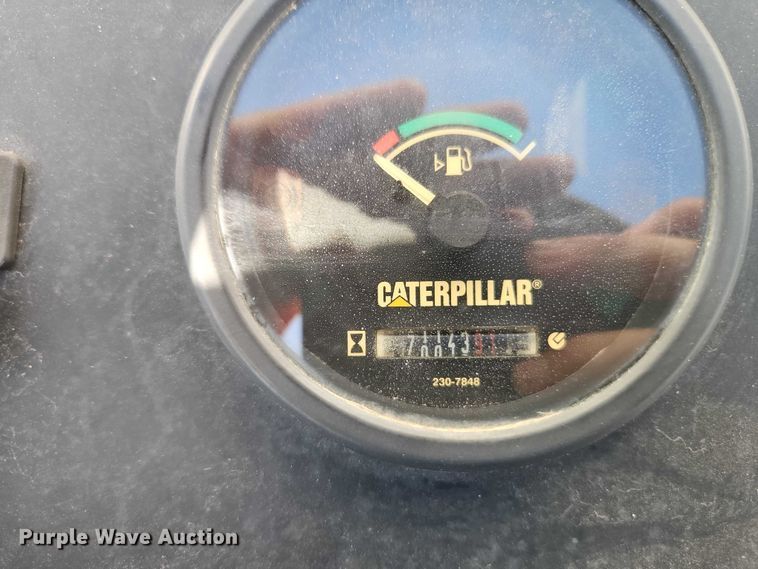 CATERPILLAR®
230-7848
Purple Wave Auction